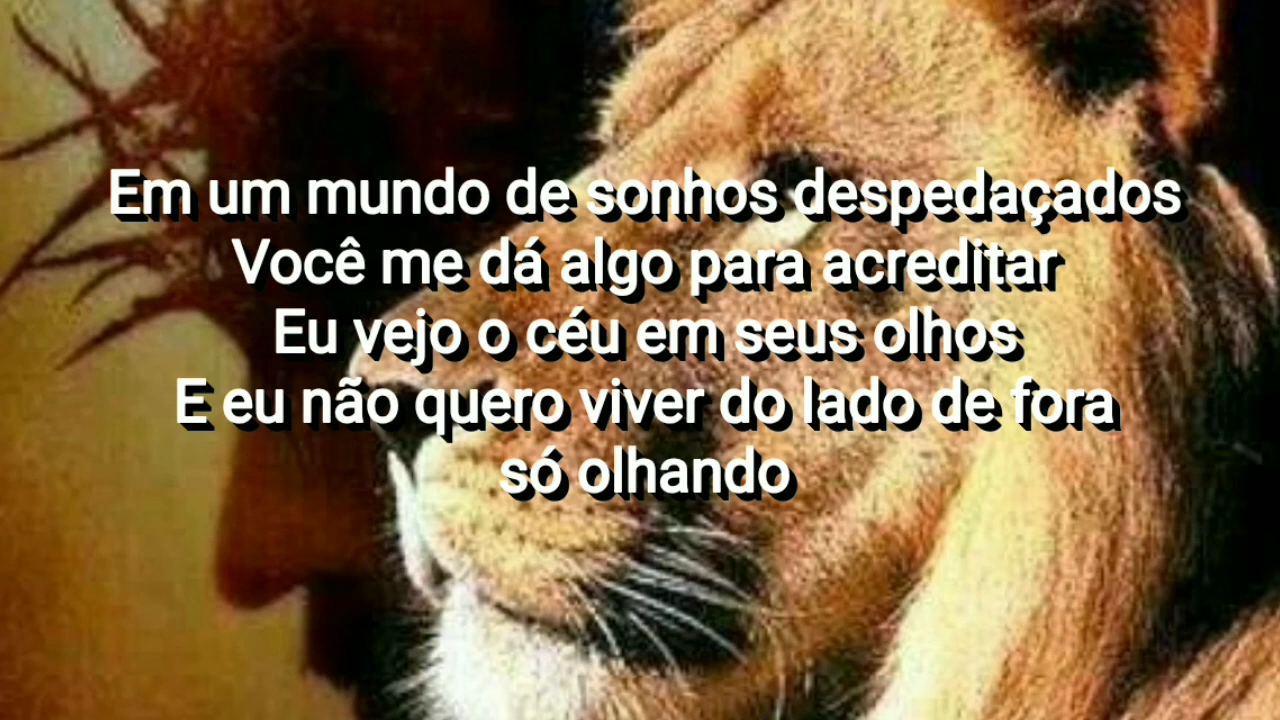 Em um mundo de sonhos despedaçados
Você me dá algo para acreditar
Eu vejo o céu em seus olhos
E eu não quero viver do lado de fora
só olhando